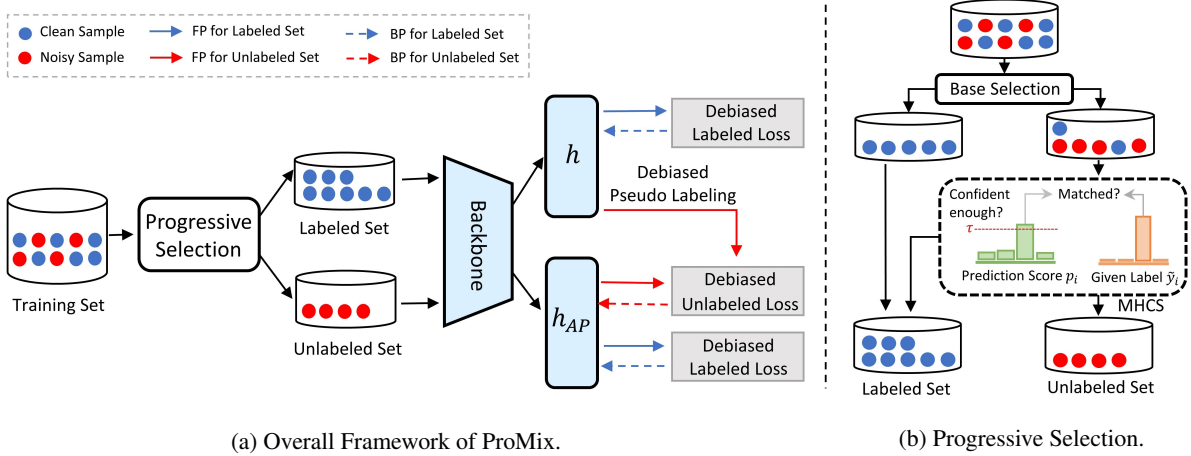 Clean Sample
FP for Labeled Set
BP for Labeled Set
Noisy Sample
FP for Unlabeled Set
BP for Unlabeled Set
Training Set
Progressive
Selection
Labeled Set
Unlabeled Set
Backbone
h
h_AP
Debiased
Labeled Loss
Debiased
Pseudo Labeling
Debiased
Unlabeled Loss
Debiased
Labeled Loss
(a) Overall Framework of ProMix.
Base Selection
Confident
enough?
Matched?
τ
Prediction Score p_i
Given Label ỹ_i
MHCS
Labeled Set
Unlabeled Set
(b) Progressive Selection.